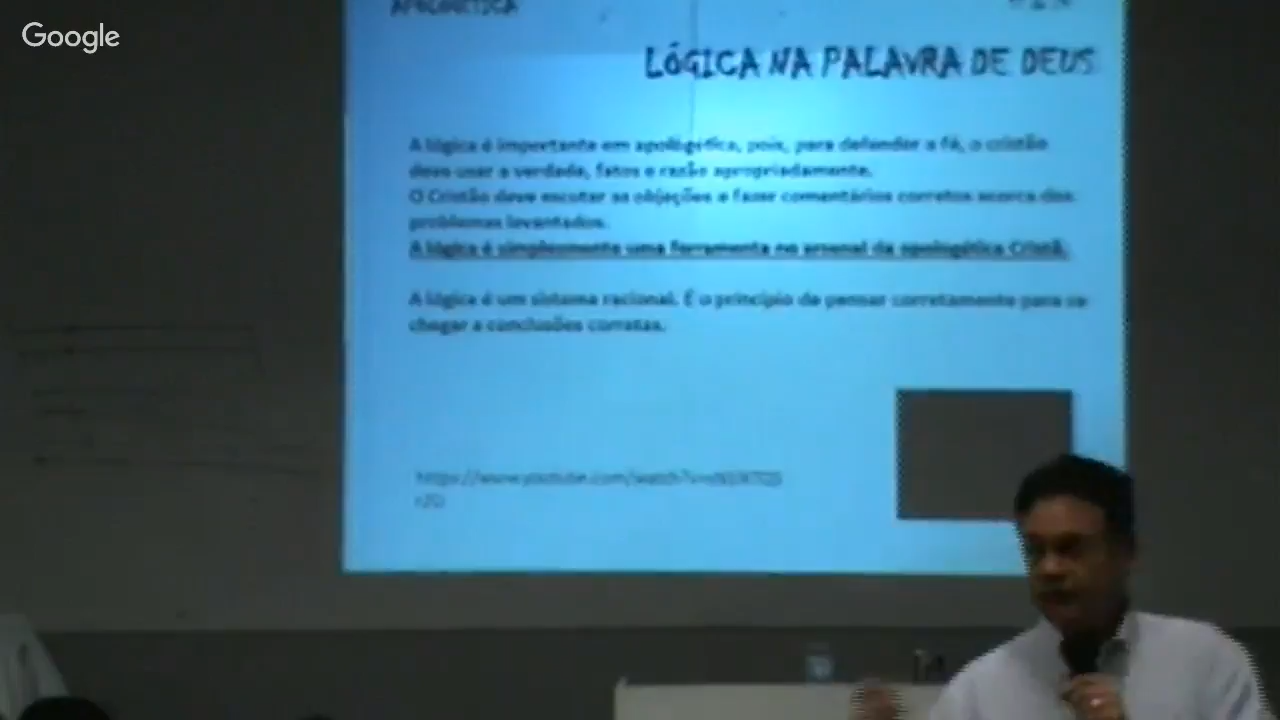 Google
APOLOGÉTICA
LÓGICA NA PALAVRA DE DEUS
A lógica é importante em apologética, pois, para defender a fé, o cristão
deve usar a verdade, fatos e razão apropriadamente.
O Cristão deve escutar as objeções e fazer comentários corretos acerca dos
problemas levantados.
A lógica é simplesmente uma ferramenta no arsenal da apologética Cristã.
A lógica é um sistema racional. É o princípio de pensar corretamente para se
chegar a conclusões corretas.